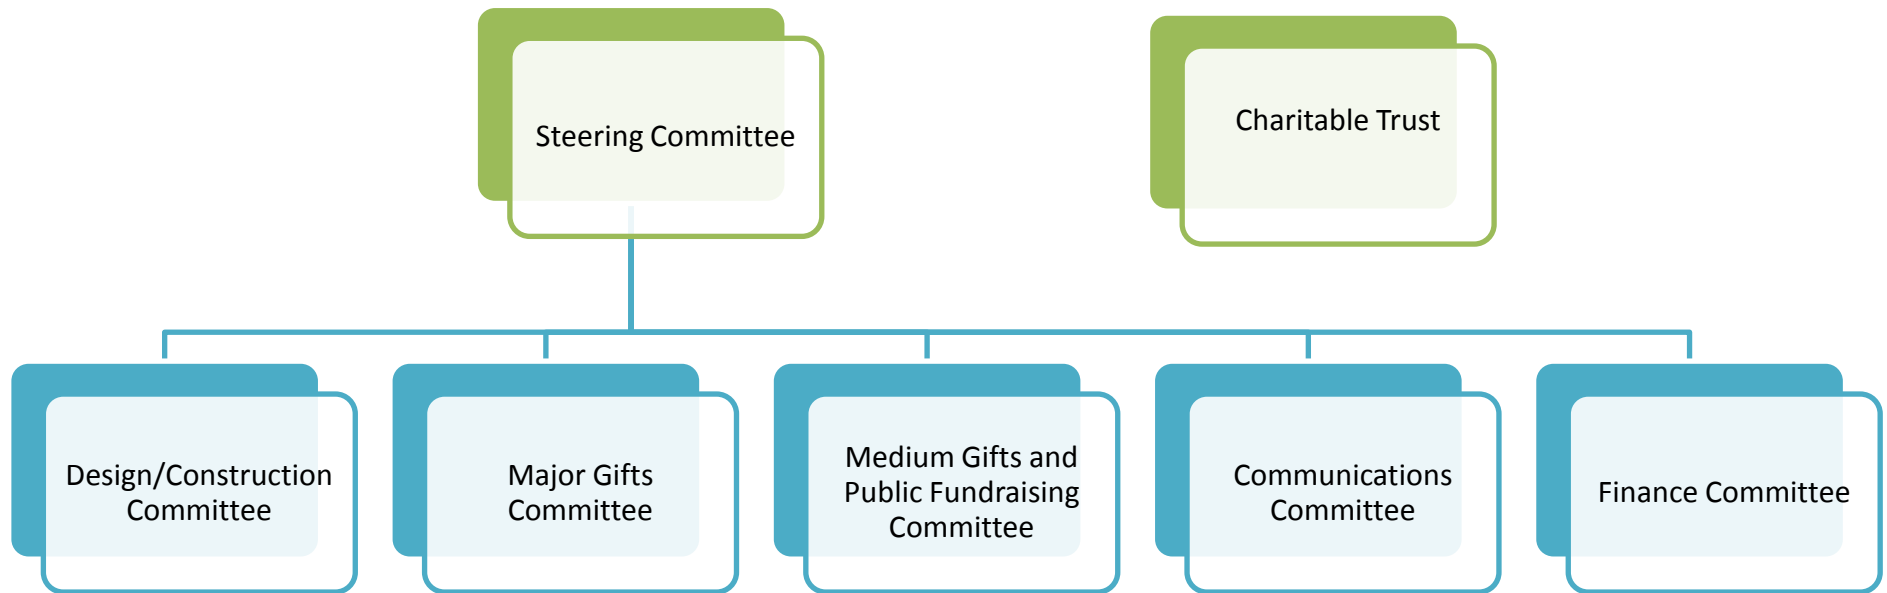 Steering Committee
Charitable Trust
Design/Construction
Committee
Major Gifts
Committee
Medium Gifts and
Public Fundraising
Committee
Communications
Committee
Finance Committee